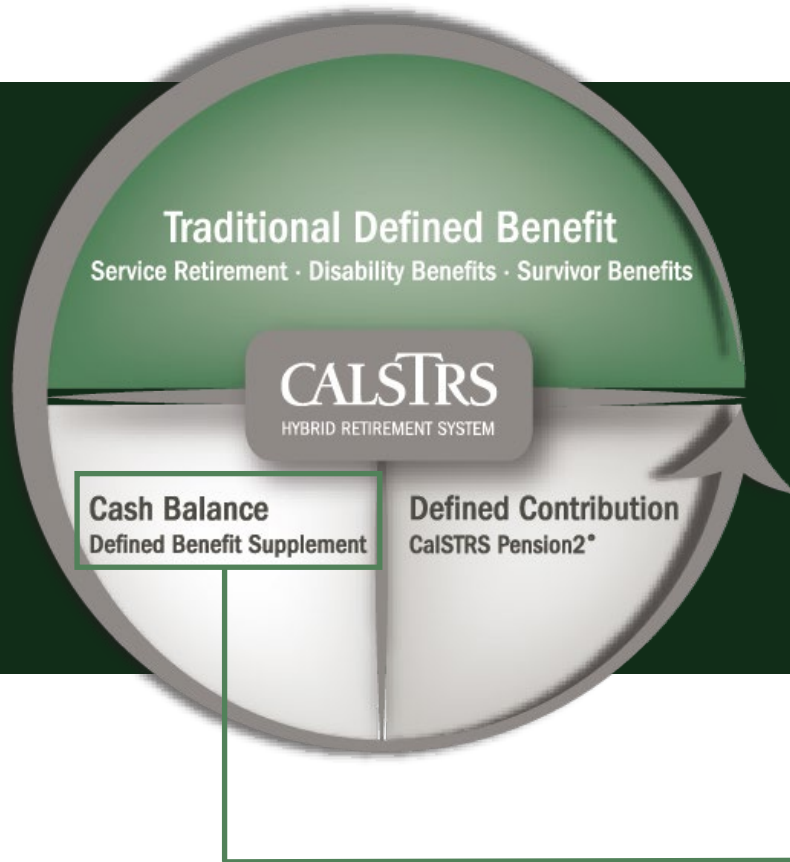 Traditional Defined Benefit
Service Retirement · Disability Benefits · Survivor Benefits
CALSTRS
HYBRID RETIREMENT SYSTEM
Cash Balance
Defined Benefit Supplement
Defined Contribution
CalSTRS Pension2®